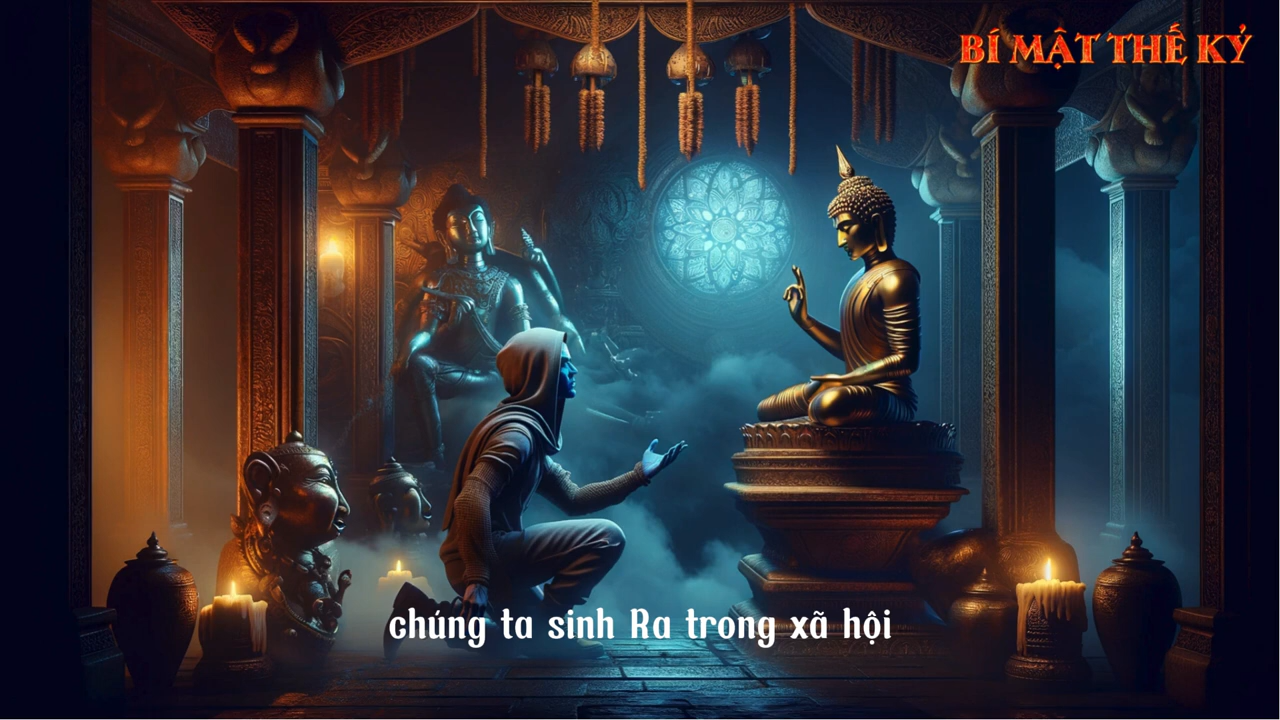 BÍ MẬT THẾ KỶ
chúng ta sinh Ra trong xã hội